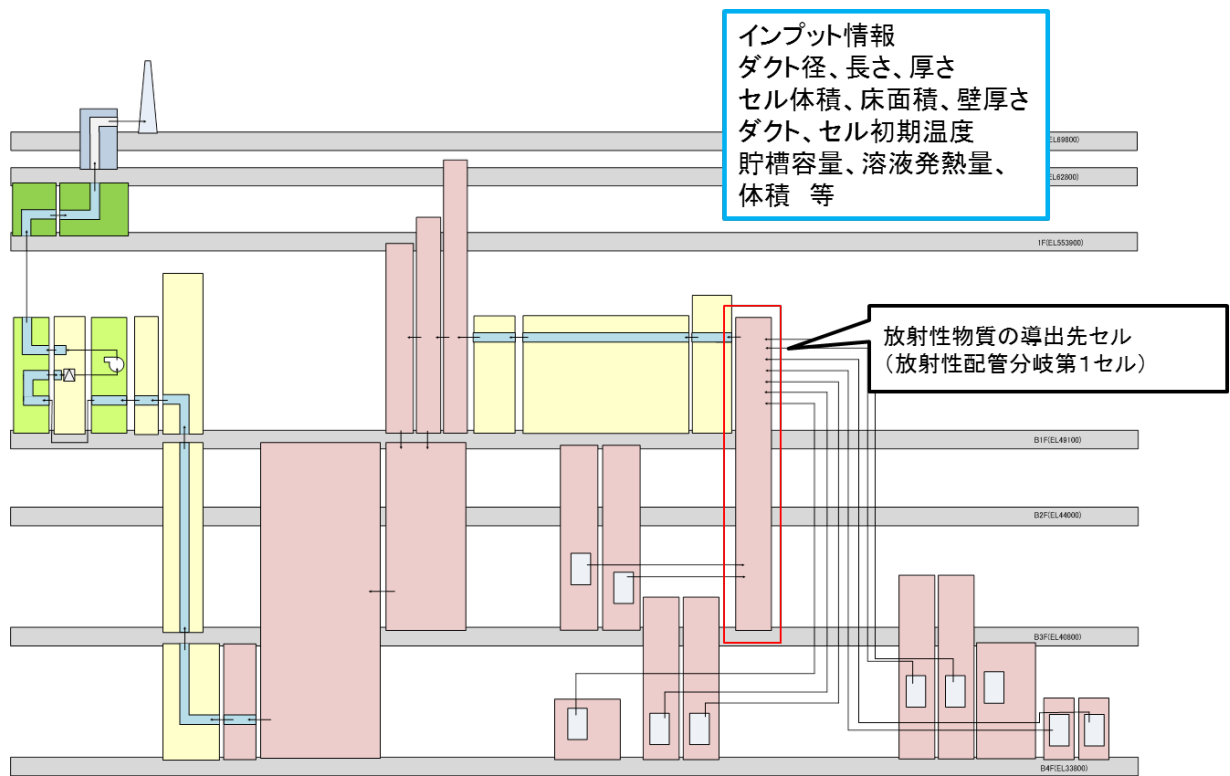 インプット情報
ダクト径、長さ、厚さ
セル体積、床面積、壁厚さ
ダクト、セル初期温度
貯槽容量、溶液発熱量、
体積 等
EL69800)
EL62800)
1F(EL553900)
放射性物質の導出先セル
(放射性配管分岐第1セル)
B1F(EL49100)
B2F(EL44000)
B3F(EL40800)
B4F(EL33800)